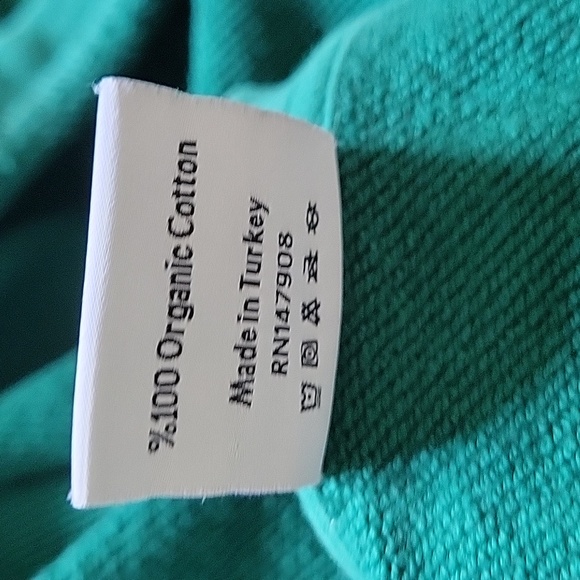 %100 Organic Cotton
Made in Turkey
RN147908